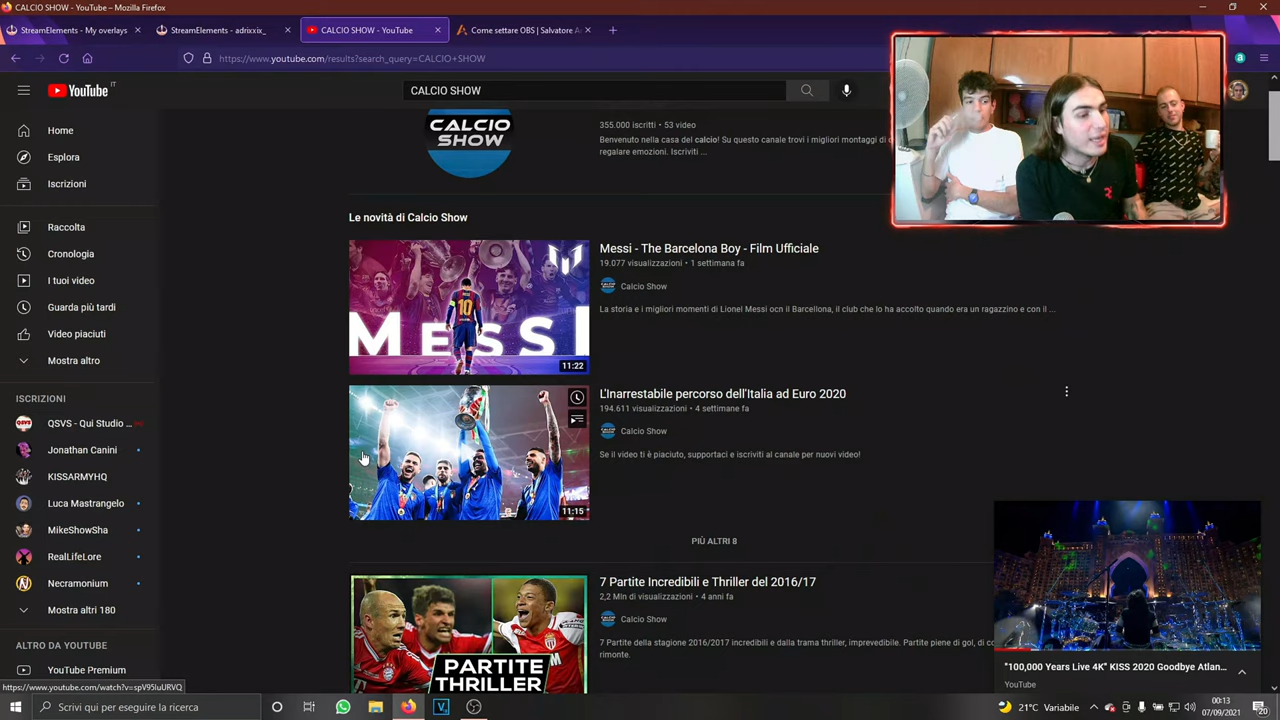 CALCIO SHOW - YouTube — Mozilla Firefox
StreamElements - My overlays
StreamElements - adrixxix_
CALCIO SHOW - YouTube
Come settare OBS | Salvatore A
https://www.youtube.com/results?search_query=CALCIO+SHOW
YouTube IT
CALCIO SHOW
Home
Esplora
Iscrizioni
Raccolta
Cronologia
I tuoi video
Guarda più tardi
Video piaciuti
Mostra altro
ISCRIZIONI
QSVS - Qui Studio ...
Jonathan Canini
KISSARMYHQ
Luca Mastrangelo
MikeShowSha
RealLifeLore
Necramonium
Mostra altri 180
ALTRO DA YOUTUBE
YouTube Premium
CALCIO
SHOW
355.000 iscritti • 53 video
Benvenuto nella casa del calcio! Su questo canale trovi i migliori montaggi di
regalare emozioni. Iscriviti ...
Le novità di Calcio Show
10
MESSI
11:22
Messi - The Barcelona Boy - Film Ufficiale
19.077 visualizzazioni • 1 settimana fa
Calcio Show
La storia e i migliori momenti di Lionel Messi ocn il Barcellona, il club che lo ha accolto quando era un ragazzino e con il ...
11:15
L'Inarrestabile percorso dell'Italia ad Euro 2020
194.611 visualizzazioni • 4 settimane fa
Calcio Show
Se il video ti è piaciuto, supportaci e iscriviti al canale per nuovi video!
PIÙ ALTRI 8
PARTITE
THRILLER
7 Partite Incredibili e Thriller del 2016/17
2,2 Mln di visualizzazioni • 4 anni fa
Calcio Show
7 Partite della stagione 2016/2017 incredibili e dalla trama thriller, imprevedibile. Partite piene di gol, di
rimonte.
"100,000 Years Live 4K" KISS 2020 Goodbye Atlan...
YouTube
https://www.youtube.com/watch?v=spV95luURVQ
Scrivi qui per eseguire la ricerca
21°C Variabile
00:13
07/09/2021